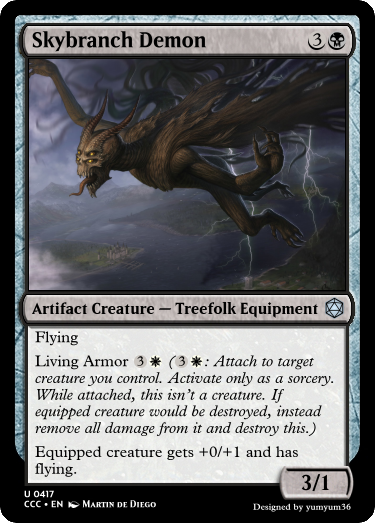 Skybranch Demon 3
Artifact Creature — Treefolk Equipment
Flying
Living Armor 3 (3 : Attach to target
creature you control. Activate only as a sorcery.
While attached, this isn't a creature. If
equipped creature would be destroyed, instead
remove all damage from it and destroy this.)
Equipped creature gets +0/+1 and has
flying.
3/1
U 0417
CCC • EN Martin de Diego
Designed by yumyum36